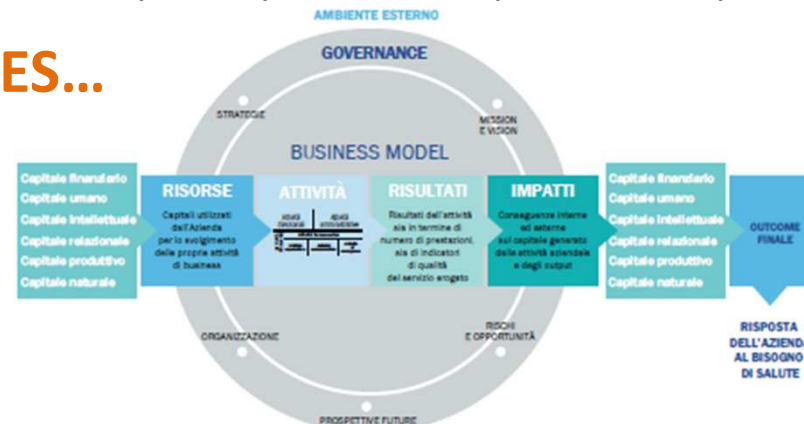 AMBIENTE ESTERNO
GOVERNANCE
ES...
STRATEGIE
MISSION
E VISION
BUSINESS MODEL
Capitale finanziario
Capitale umano
Capitale intellettuale
Capitale relazionale
Capitale produttivo
Capitale naturale
RISORSE
Capitali utilizzati
dall'Azienda
per lo svolgimento
delle proprie attività
di business
ATTIVITÀ
RISULTATI
Risultati dell'attività
sia in termine di
numero di prestazioni,
sia di indicatori
di qualità
del servizio erogato
IMPATTI
Conseguenze interne
ed esterne
sul capitale generato
dalle attività aziendale
e degli output
Capitale finanziario
Capitale umano
Capitale intellettuale
Capitale relazionale
Capitale produttivo
Capitale naturale
OUTCOME
FINALE
RISPOSTA
DELL'AZIENDA
AL BISOGNO
DI SALUTE
ORGANIZZAZIONE
RISCHI
E OPPORTUNITÀ
PROSPETTIVE FUTURE